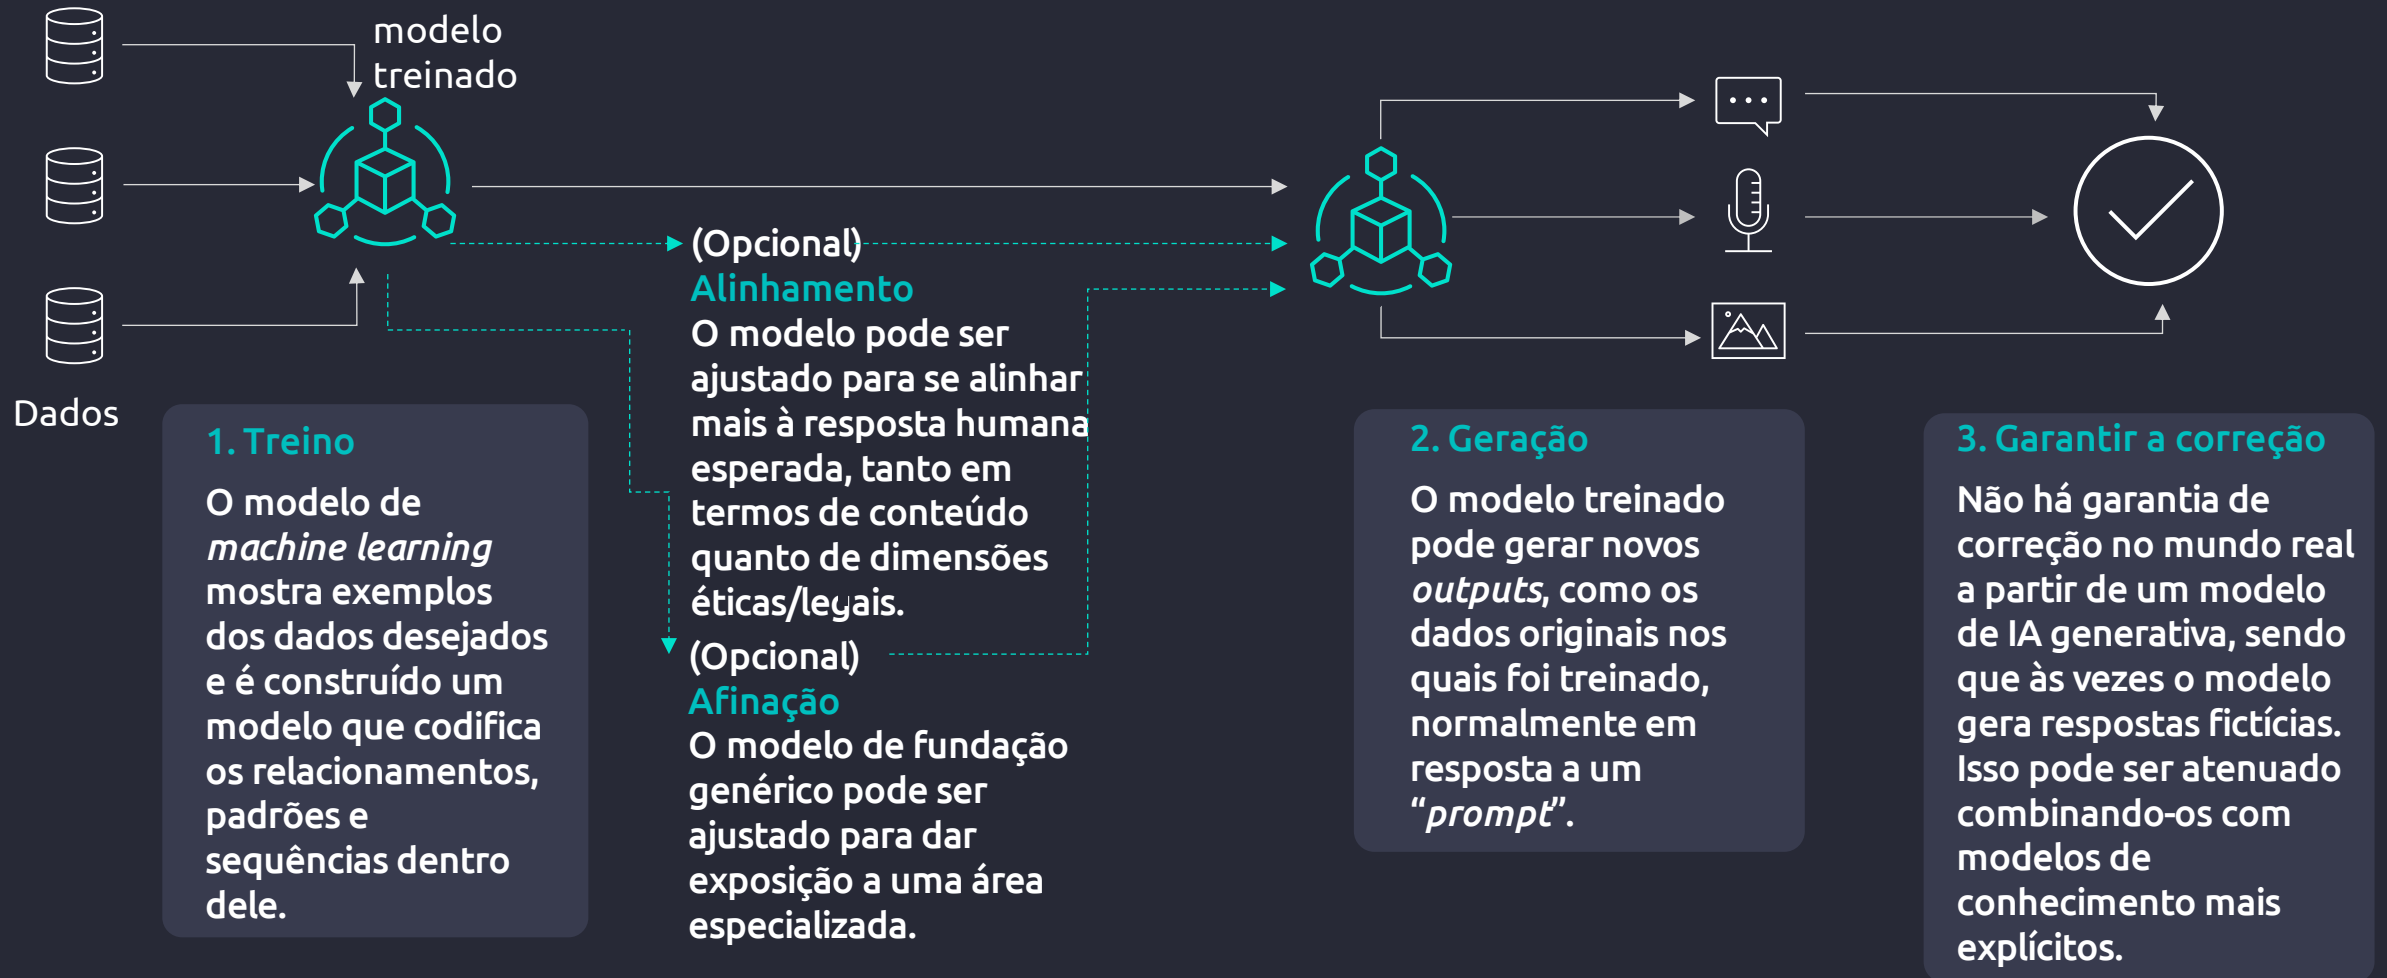 modelo
treinado
Dados
1. Treino
O modelo de
machine learning
mostra exemplos
dos dados desejados
e é construído um
modelo que codifica
os relacionamentos,
padrões e
sequências dentro
dele.
(Opcional)
Alinhamento
O modelo pode ser
ajustado para se alinhar
mais à resposta humana
esperada, tanto em
termos de conteúdo
quanto de dimensões
éticas/legais.
(Opcional)
Afinação
O modelo de fundação
genérico pode ser
ajustado para dar
exposição a uma área
especializada.
2. Geração
O modelo treinado
pode gerar novos
outputs, como os
dados originais nos
quais foi treinado,
normalmente em
resposta a um
“prompt”.
3. Garantir a correção
Não há garantia de
correção no mundo real
a partir de um modelo
de IA generativa, sendo
que às vezes o modelo
gera respostas fictícias.
Isso pode ser atenuado
combinando-os com
modelos de
conhecimento mais
explícitos.